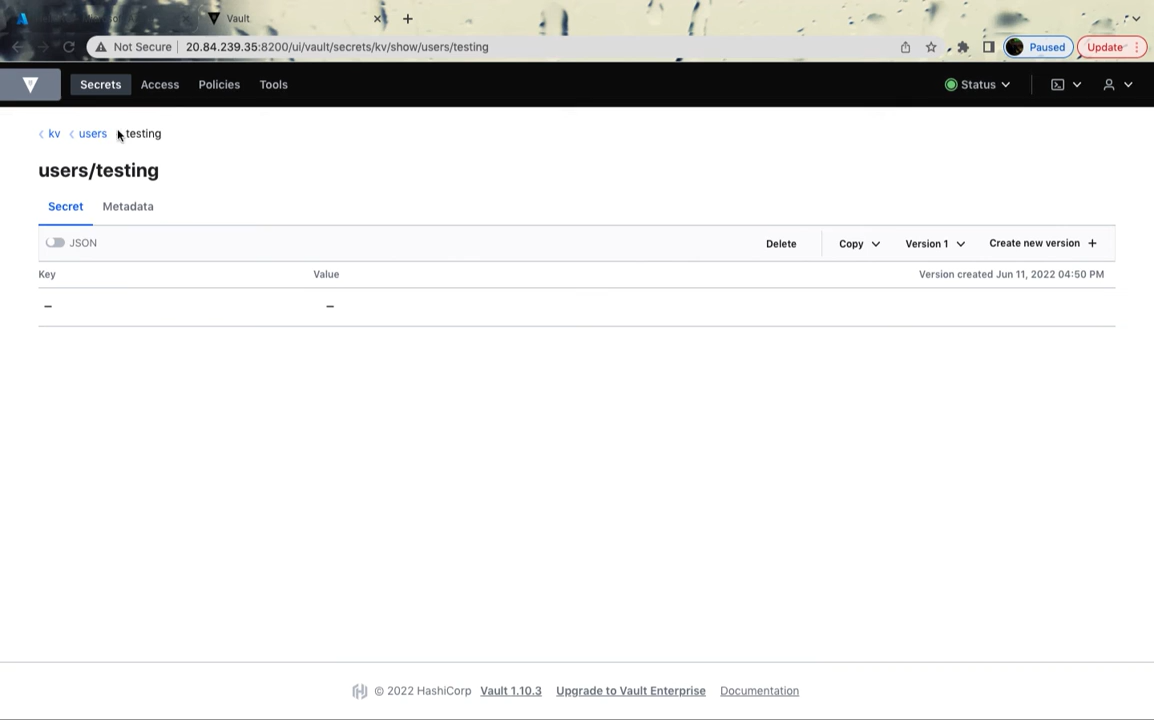 Vault
Not Secure 20.84.239.35:8200/ui/vault/secrets/kv/show/users/testing Paused Update
Secrets Access Policies Tools Status
kv users testing
users/testing
Secret Metadata
JSON Delete Copy Version 1 Create new version +
Key Value Version created Jun 11, 2022 04:50 PM
– –
© 2022 HashiCorp Vault 1.10.3 Upgrade to Vault Enterprise Documentation